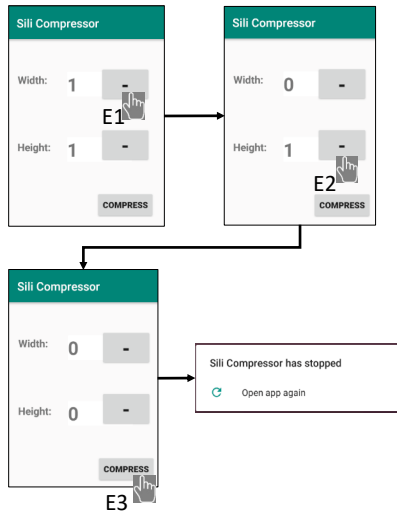 Sili Compressor
Width: 1 -
E1
Height: 1 -
COMPRESS
Sili Compressor
Width: 0 -
Height: 1 -
E2
COMPRESS
Sili Compressor
Width: 0 -
Height: 0 -
COMPRESS
E3
Sili Compressor has stopped
Open app again